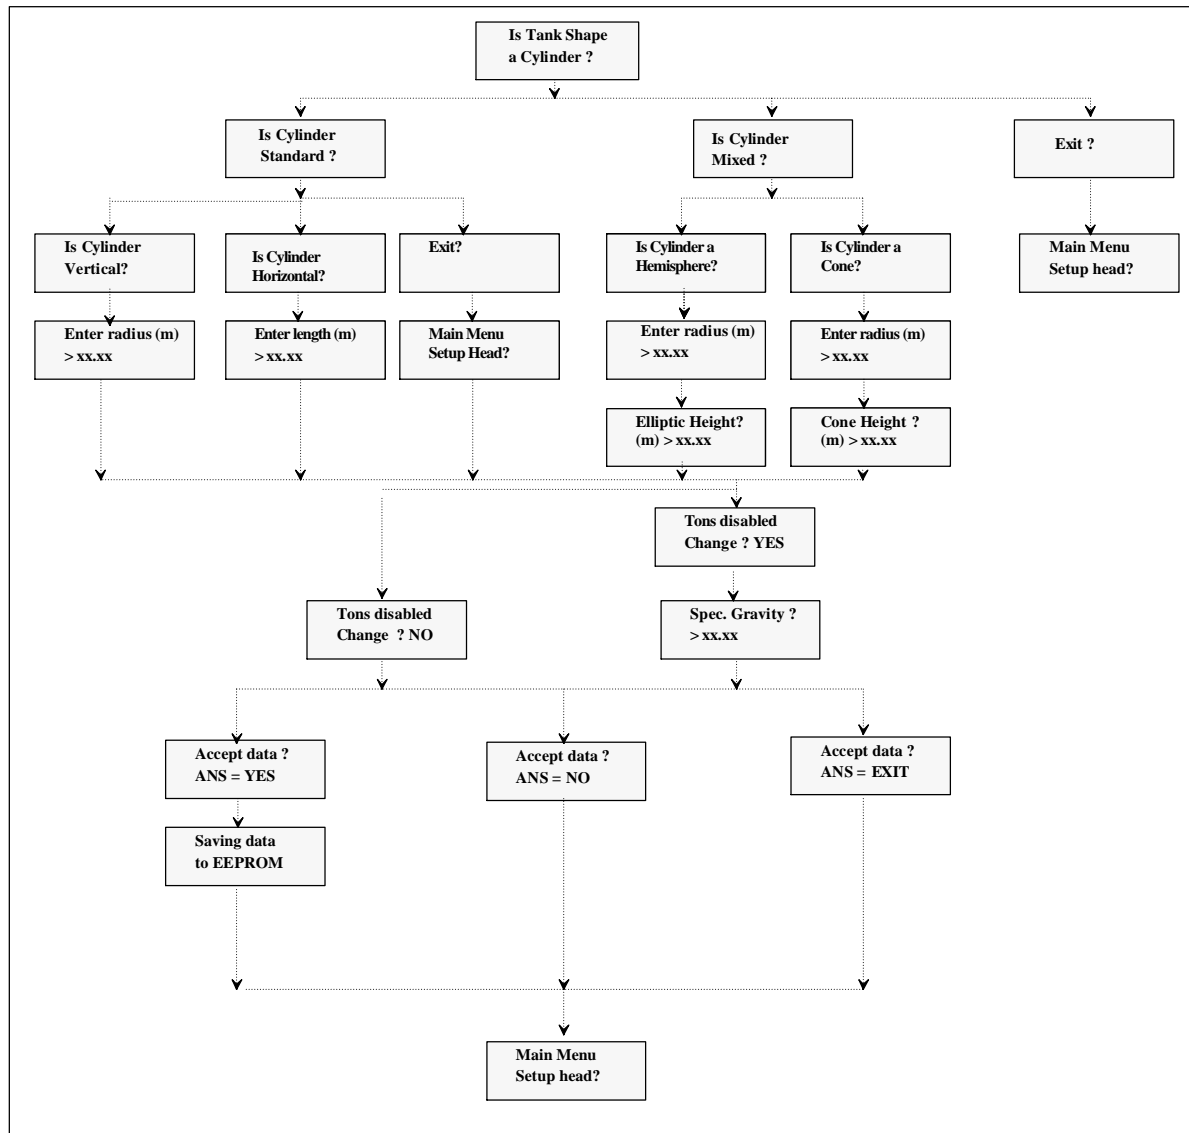 Is Tank Shape
a Cylinder ?
Is Cylinder
Standard ?
Is Cylinder
Mixed ?
Exit ?
Is Cylinder
Vertical?
Is Cylinder
Horizontal?
Exit?
Is Cylinder a
Hemisphere?
Is Cylinder a
Cone?
Main Menu
Setup head?
Enter radius (m)
> xx.xx
Enter length (m)
> xx.xx
Main Menu
Setup Head?
Enter radius (m)
> xx.xx
Enter radius (m)
> xx.xx
Elliptic Height?
(m) > xx.xx
Cone Height ?
(m) > xx.xx
Tons disabled
Change ? YES
Tons disabled
Change ? NO
Spec. Gravity ?
> xx.xx
Accept data ?
ANS = YES
Accept data ?
ANS = NO
Accept data ?
ANS = EXIT
Saving data
to EEPROM
Main Menu
Setup head?